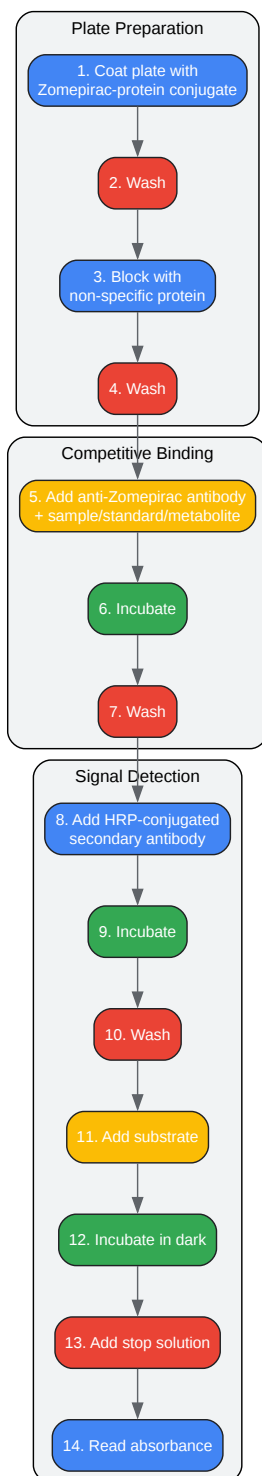 Plate Preparation
1. Coat plate with
Zomepirac-protein conjugate
2. Wash
3. Block with
non-specific protein
4. Wash
Competitive Binding
5. Add anti-Zomepirac antibody
+ sample/standard/metabolite
6. Incubate
7. Wash
Signal Detection
8. Add HRP-conjugated
secondary antibody
9. Incubate
10. Wash
11. Add substrate
12. Incubate in dark
13. Add stop solution
14. Read absorbance